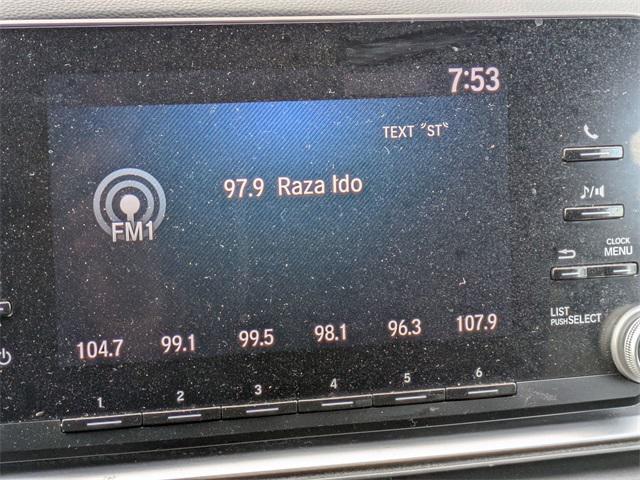 7:53
TEXT "ST"
97.9 Raza Ido
FM1
CLOCK
MENU
LIST
PUSH SELECT
104.7 99.1 99.5 98.1 96.3 107.9
1 2 3 4 5 6